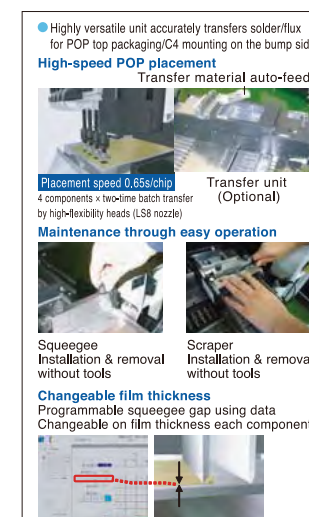 Highly versatile unit accurately transfers solder/flux
for POP top packaging/C4 mounting on the bump sid
High-speed POP placement
Transfer material auto-feed
Placement speed 0.65s/chip
4 components × two-time batch transfer
by high-flexibility heads (LS8 nozzle)
Transfer unit
(Optional)
Maintenance through easy operation
Squeegee
Installation & removal
without tools
Scraper
Installation & remova
without tools
Changeable film thickness
Programmable squeegee gap using data
Changeable on film thickness each component